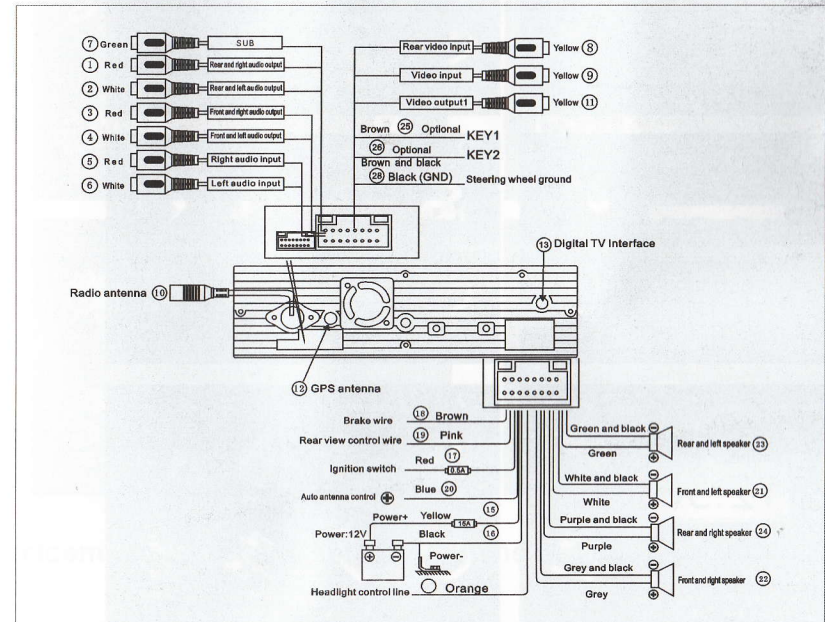 ⑦ Green SUB
① Red Rear and right audio output
② White Rear and left audio output
③ Red Front and right audio output
④ White Front and left audio output
⑤ Red Right audio input
⑥ White Left audio input
Rear video input Yellow ⑧
Video input Yellow ⑨
Video output1 Yellow ⑪
Brown ㉕ Optional KEY1
㉖ Optional KEY2
Brown and black
㉘ Black (GND) Steering wheel ground
⑬ Digital TV Interface
Radio antenna ⑩
⑫ GPS antenna
Brake wire ⑱ Brown
Rear view control wire ⑲ Pink
Ignition switch Red ⑰ 0.5A
Auto antenna control Blue ⑳
Power+ Yellow 15A ⑮
Power:12V Black ⑯
Power-
Headlight control line Orange
Green and black
Green
Rear and left speaker ㉓
White and black
White
Front and left speaker ㉑
Purple and black
Purple
Rear and right speaker ㉔
Grey and black
Grey
Front and right speaker ㉒